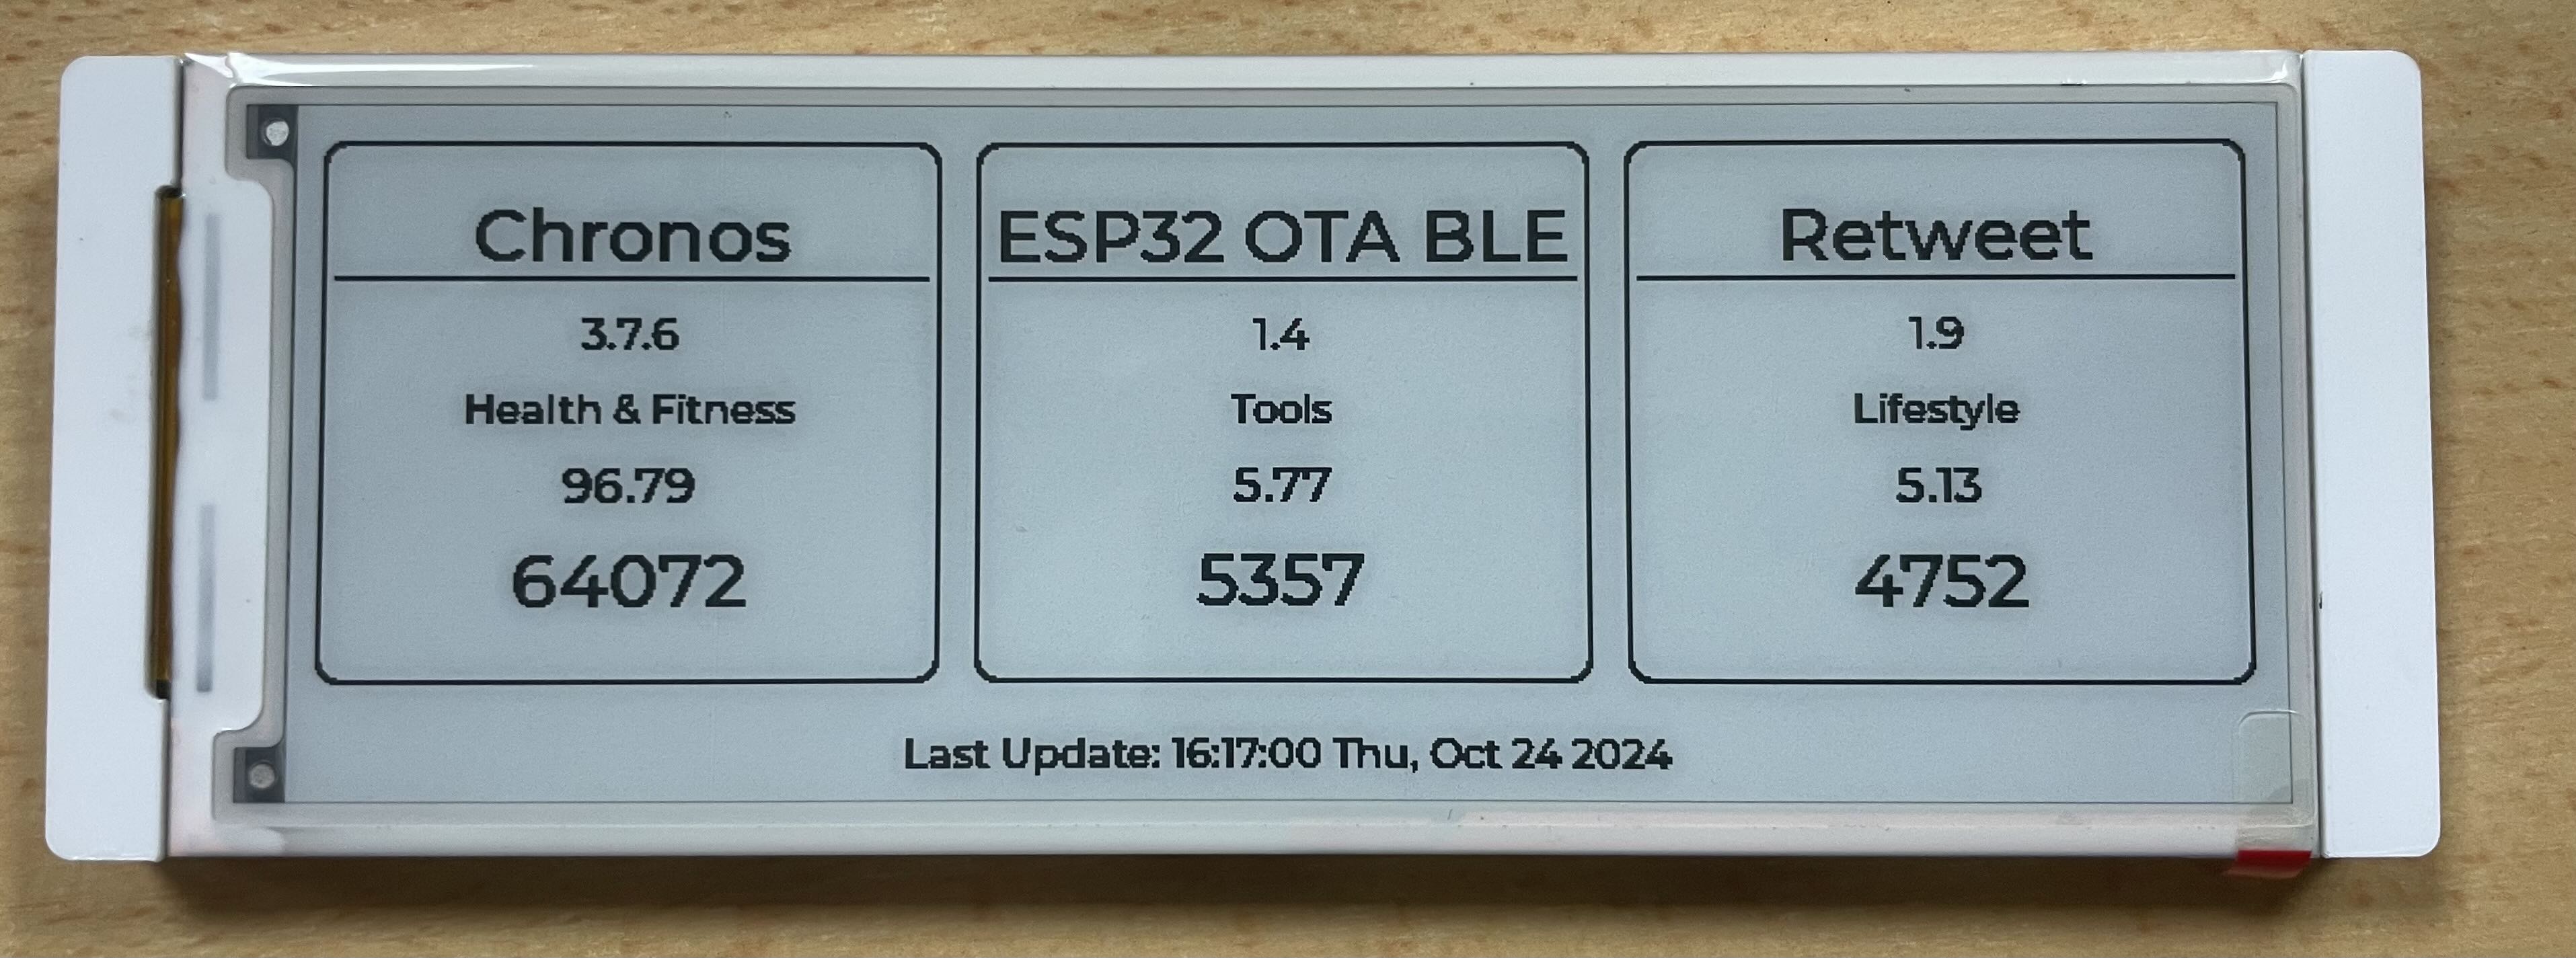 Chronos
3.7.6
Health & Fitness
96.79
64072
ESP32 OTA BLE
1.4
Tools
5.77
5357
Retweet
1.9
Lifestyle
5.13
4752
Last Update: 16:17:00 Thu, Oct 24 2024